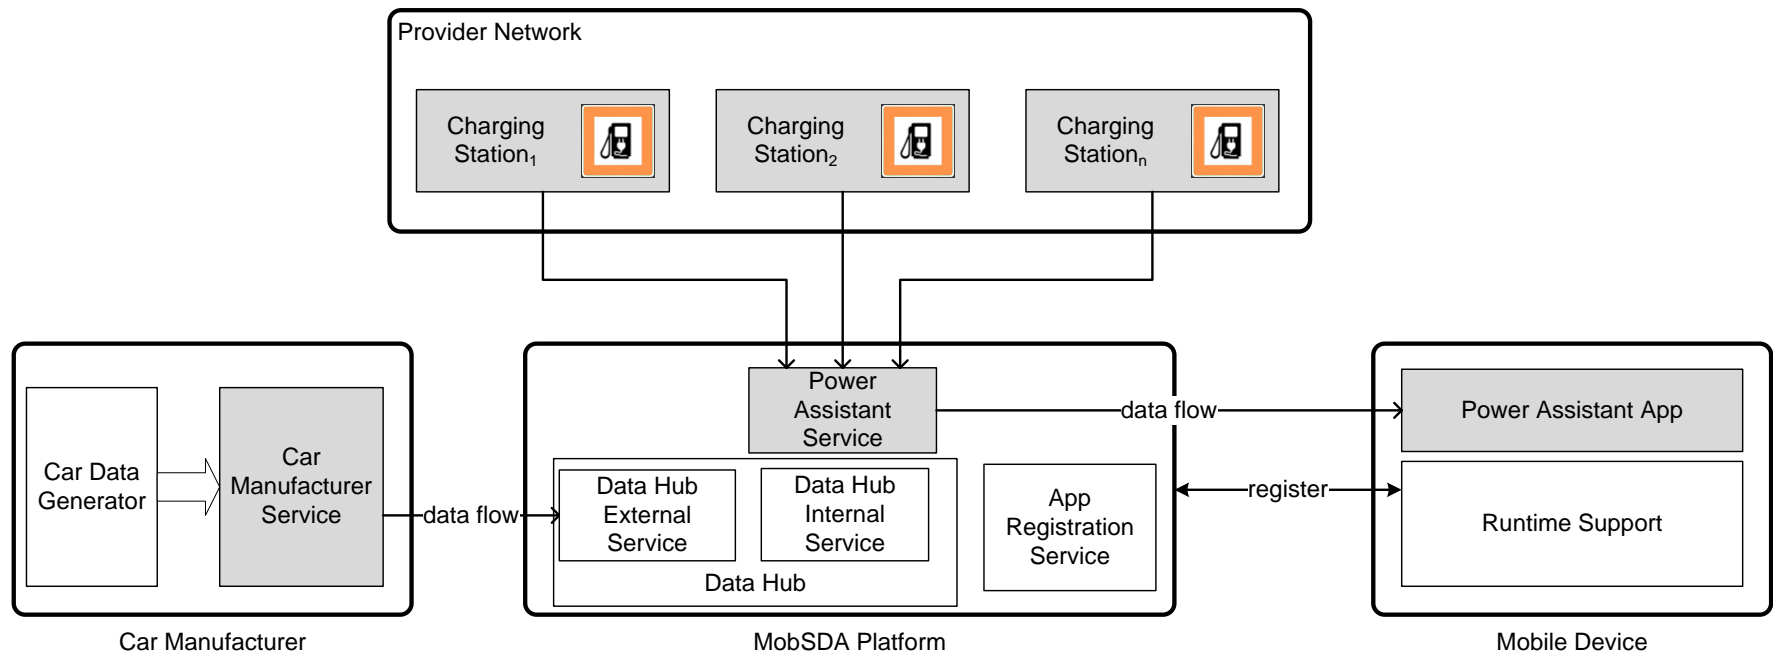 Provider Network
Charging
Station1
Charging
Station2
Charging
Stationn
Car Data
Generator
Car
Manufacturer
Service
data flow
Power
Assistant
Service
Data Hub
External
Service
Data Hub
Internal
Service
Data Hub
App
Registration
Service
data flow
register
Power Assistant App
Runtime Support
Car Manufacturer
MobSDA Platform
Mobile Device